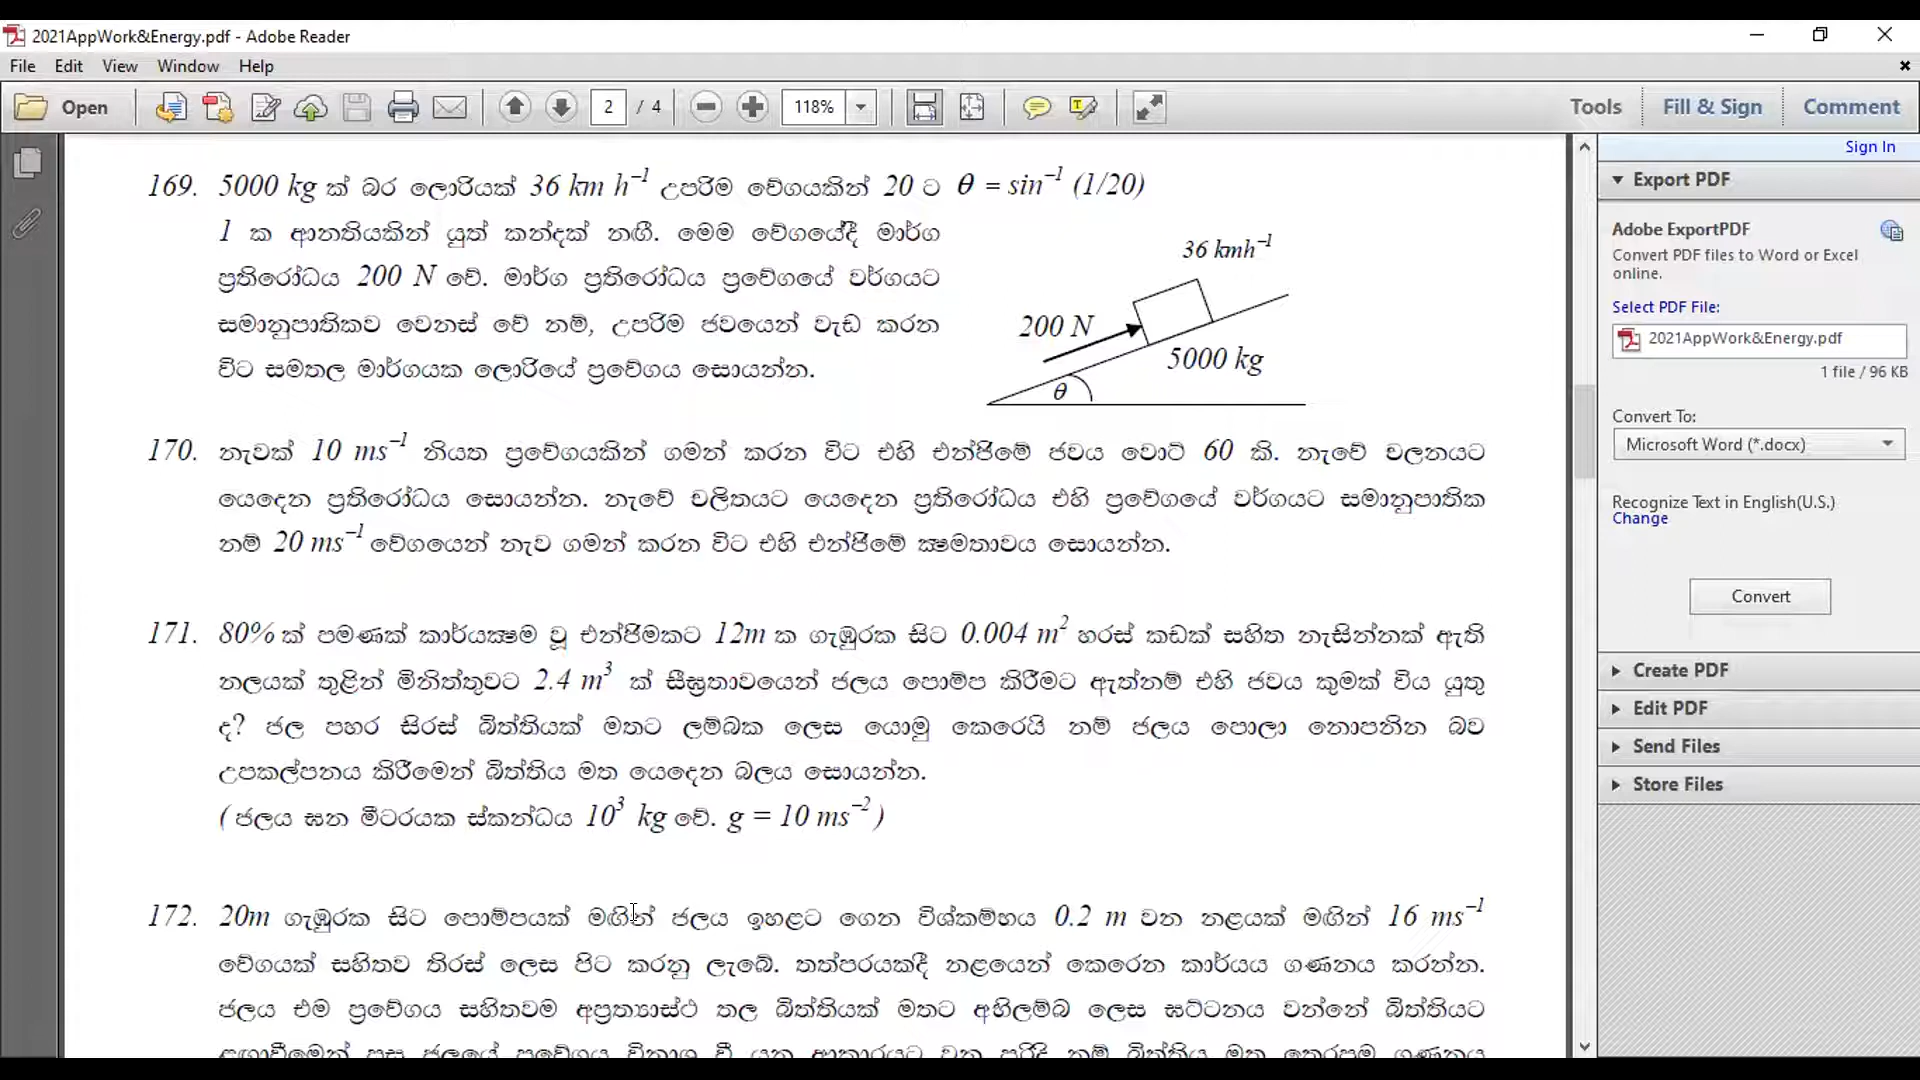 2021AppWork&Energy.pdf - Adobe Reader
File Edit View Window Help
Open 2 / 4 118% Tools Fill & Sign Comment
Sign In
169. 5000 kg ක් බර ලොරියක් 36 km h⁻¹ උපරිම වේගයකින් 20 ට θ = sin⁻¹ (1/20)
1 ක ආනතියකින් යුත් කන්දක් නඟී. මෙම වේගයේදී මාර්ග
ප්‍රතිරෝධය 200 N වේ. මාර්ග ප්‍රතිරෝධය ප්‍රවේගයේ වර්ගයට
සමානුපාතිකව වෙනස් වේ නම්, උපරිම ජවයෙන් වැඩ කරන
විට සමතල මාර්ගයක ලොරියේ ප්‍රවේගය සොයන්න.
36 kmh⁻¹
200 N
5000 kg
θ
170. නැවක් 10 ms⁻¹ නියත ප්‍රවේගයකින් ගමන් කරන විට එහි එන්ජිමේ ජවය වොට් 60 කි. නැවේ චලනයට
යෙදෙන ප්‍රතිරෝධය සොයන්න. නැවේ චලිතයට යෙදෙන ප්‍රතිරෝධය එහි ප්‍රවේගයේ වර්ගයට සමානුපාතික
නම් 20 ms⁻¹ වේගයෙන් නැව ගමන් කරන විට එහි එන්ජිමේ ක්‍ෂමතාවය සොයන්න.
171. 80% ක් පමණක් කාර්යක්‍ෂම වූ එන්ජිමකට 12m ක ගැඹුරක සිට 0.004 m² හරස් කඩක් සහිත නැසින්නක් ඇති
නලයක් තුළින් මිනිත්තුවට 2.4 m³ ක් සීඝ්‍රතාවයෙන් ජලය පොම්ප කිරීමට ඇත්නම් එහි ජවය කුමක් විය යුතු
ද? ජල පහර සිරස් බිත්තියක් මතට ලම්බක ලෙස යොමු කෙරෙයි නම් ජලය පොලා නොපනින බව
උපකල්පනය කිරීමෙන් බිත්තිය මත යෙදෙන බලය සොයන්න.
( ජලය ඝන මීටරයක ස්කන්ධය 10³ kg වේ. g = 10 ms⁻² )
172. 20m ගැඹුරක සිට පොම්පයක් මඟින් ජලය ඉහළට ගෙන විශ්කම්භය 0.2 m වන නළයක් මඟින් 16 ms⁻¹
වේගයක් සහිතව තිරස් ලෙස පිට කරනු ලැබේ. තත්පරයකදී නළයෙන් කෙරෙන කාර්යය ගණනය කරන්න.
ජලය එම ප්‍රවේගය සහිතවම අප්‍රත්‍යාස්ථ තල බිත්තියක් මතට අභිලම්බ ලෙස ඝට්ටනය වන්නේ බිත්තියට
Export PDF
Adobe ExportPDF
Convert PDF files to Word or Excel
online.
Select PDF File:
2021AppWork&Energy.pdf
1 file / 96 KB
Convert To:
Microsoft Word (*.docx)
Recognize Text in English(U.S.)
Change
Convert
Create PDF
Edit PDF
Send Files
Store Files